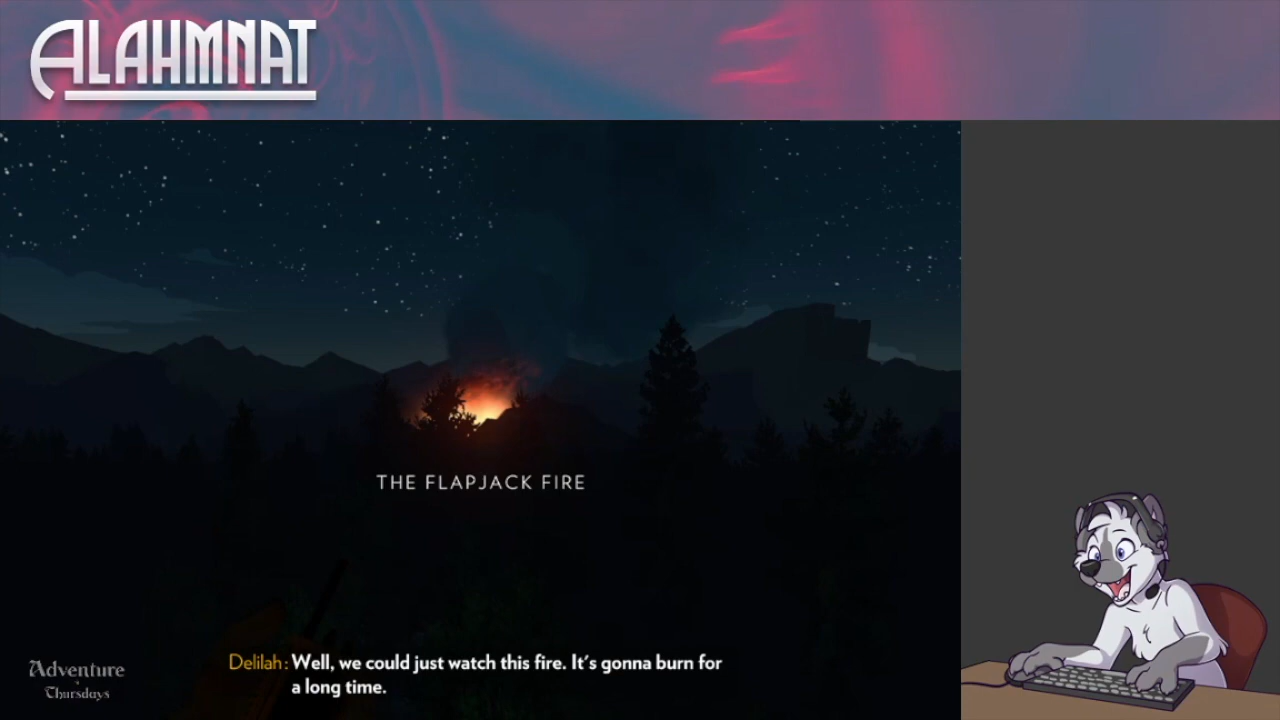 ALAHMNAT
THE FLAPJACK FIRE
Delilah: Well, we could just watch this fire. It's gonna burn for
a long time.
Adventure
Thursdays